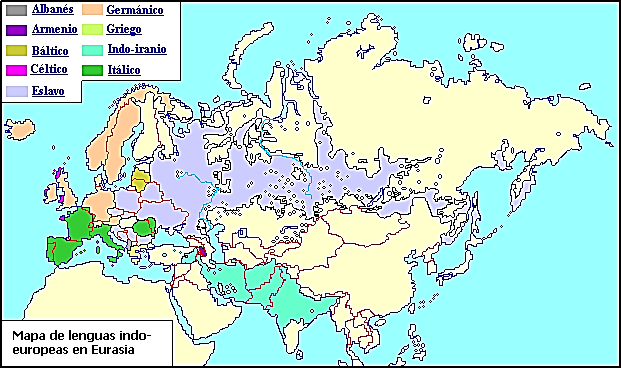 Albanés
Germánico
Armenio
Griego
Báltico
Indo-iranio
Céltico
Itálico
Eslavo
Mapa de lenguas indo-
europeas en Eurasia